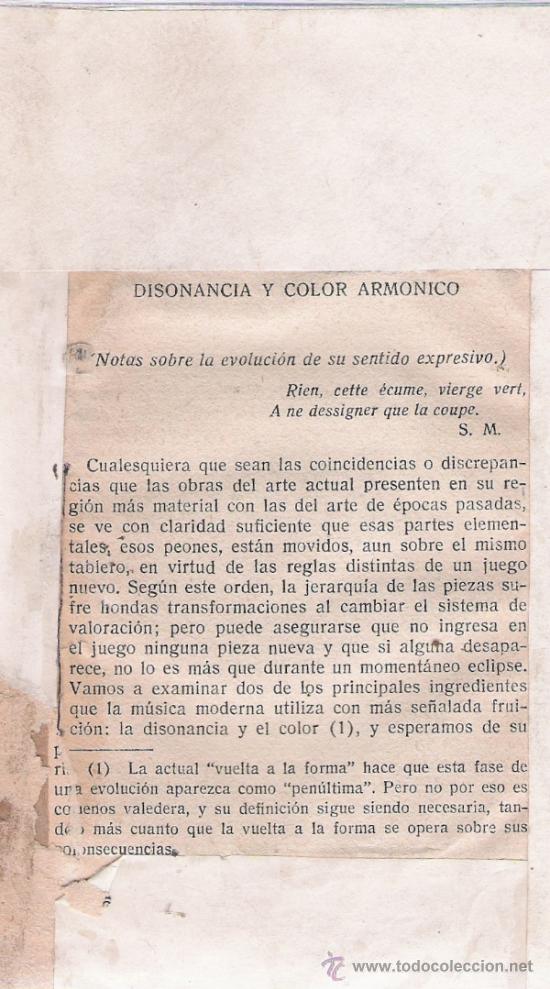 DISONANCIA Y COLOR ARMONICO
(Notas sobre la evolución de su sentido expresivo.)
Rien, cette écume, vierge vert,
A ne dessigner que la coupe.
S. M.
Cualesquiera que sean las coincidencias o discrepan-
cias que las obras del arte actual presenten en su re-
gión más material con las del arte de épocas pasadas,
se ve con claridad suficiente que esas partes elemen-
tales, esos peones, están movidos, aun sobre el mismo
tablero, en virtud de las reglas distintas de un juego
nuevo. Según este orden, la jerarquía de las piezas su-
fre hondas transformaciones al cambiar el sistema de
valoración; pero puede asegurarse que no ingresa en
el juego ninguna pieza nueva y que si alguna desapa-
rece, no lo es más que durante un momentáneo eclipse.
Vamos a examinar dos de los principales ingredientes
que la música moderna utiliza con más señalada frui-
ción: la disonancia y el color (1), y esperamos de su
(1) La actual "vuelta a la forma" hace que esta fase de
una evolución aparezca como "penúltima". Pero no por eso es
menos valedera, y su definición sigue siendo necesaria, tan-
o más cuanto que la vuelta a la forma se opera sobre sus
consecuencias.
www.todocoleccion.net